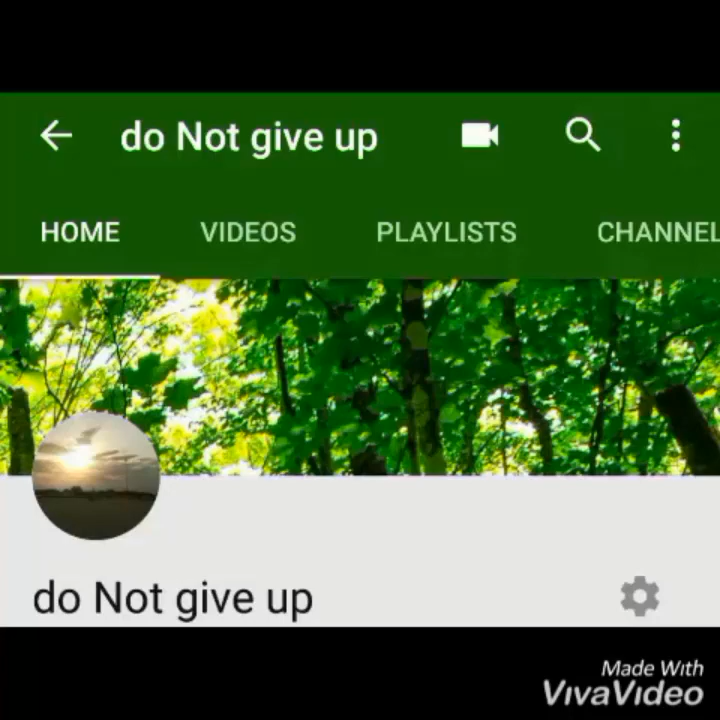 do Not give up
HOME VIDEOS PLAYLISTS CHANNEL
do Not give up
Made With
VivaVideo